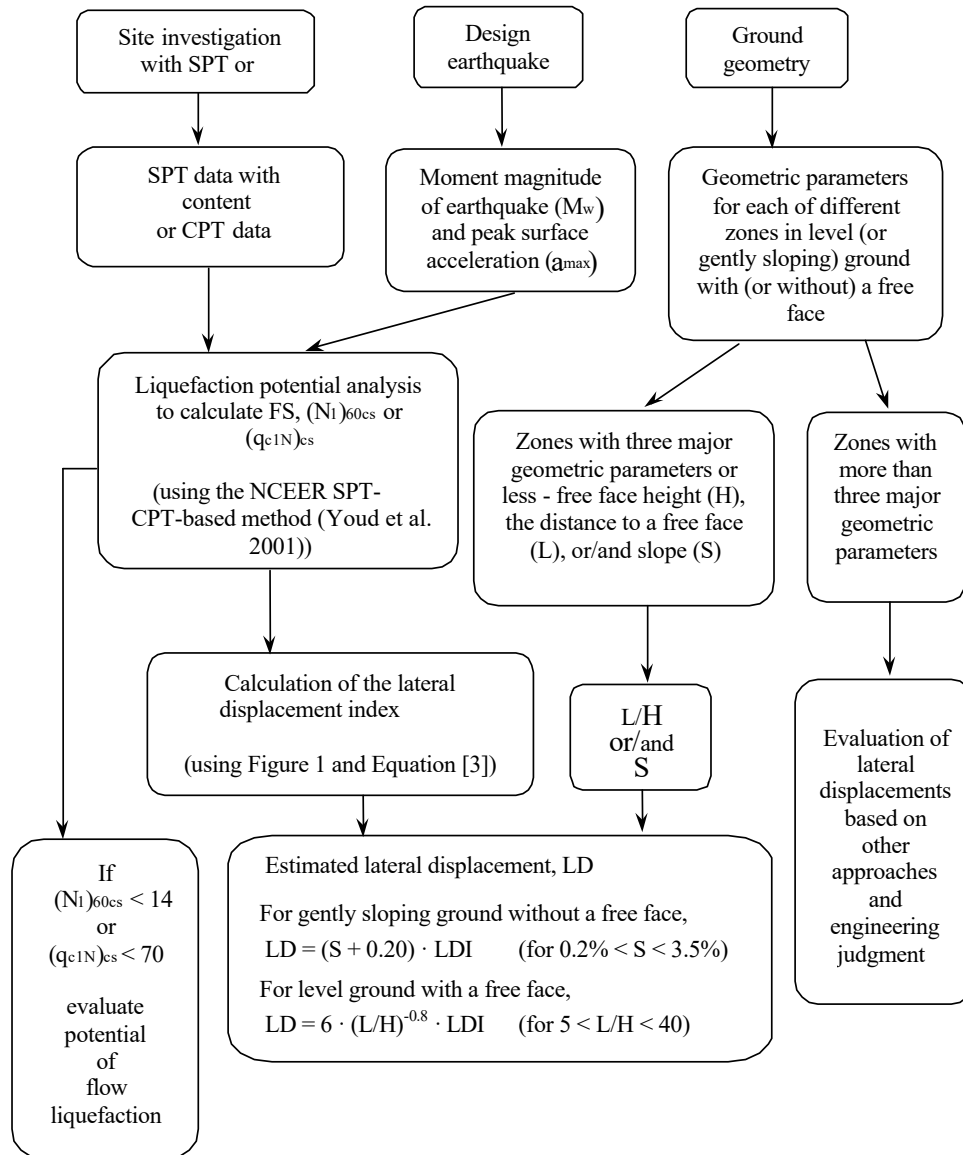 Site investigation
with SPT or
Design
earthquake
Ground
geometry
SPT data with
content
or CPT data
Moment magnitude
of earthquake (Mw)
and peak surface
acceleration (amax)
Geometric parameters
for each of different
zones in level (or
gently sloping) ground
with (or without) a free
face
Liquefaction potential analysis
to calculate FS, (N1)60cs or
(qc1N)cs
(using the NCEER SPT-
CPT-based method (Youd et al.
2001))
Zones with three major
geometric parameters or
less - free face height (H),
the distance to a free face
(L), or/and slope (S)
Zones with
more than
three major
geometric
parameters
Calculation of the lateral
displacement index
(using Figure 1 and Equation [3])
L/H
or/and
S
Evaluation of
lateral
displacements
based on
other
approaches
and
engineering
judgment
If
(N1)60cs < 14
or
(qc1N)cs < 70
evaluate
potential
of
flow
liquefaction
Estimated lateral displacement, LD
For gently sloping ground without a free face,
LD = (S + 0.20) · LDI (for 0.2% < S < 3.5%)
For level ground with a free face,
LD = 6 · (L/H)^-0.8 · LDI (for 5 < L/H < 40)